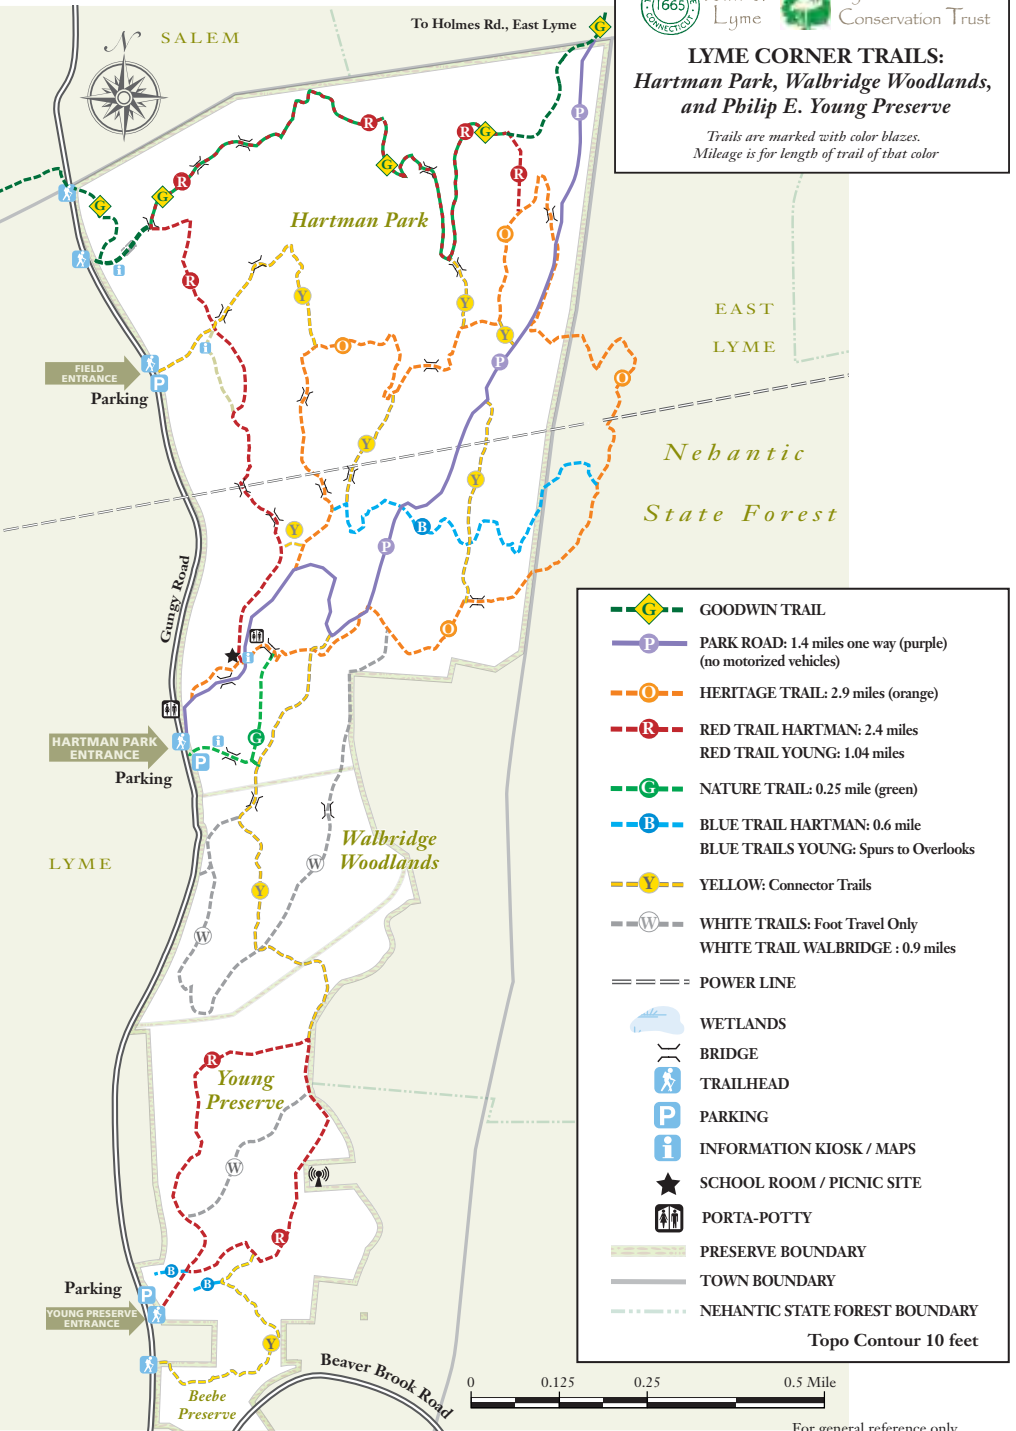 To Holmes Rd., East Lyme
G
1665
CONNECTICUT
Lyme
Conservation Trust
LYME CORNER TRAILS:
Hartman Park, Walbridge Woodlands,
and Philip E. Young Preserve
Trails are marked with color blazes.
Mileage is for length of trail of that color
N
SALEM
P
R
R
G
G
R
R
G
G
Hartman Park
O
R
Y
Y
Y
EAST
LYME
O
P
O
FIELD
ENTRANCE
P
Parking
Y
Nehantic
Y
State Forest
B
Y
P
Gungy Road
O
HARTMAN PARK
ENTRANCE
G
P
Parking
Walbridge
Woodlands
LYME
W
Y
W
R
Young
Preserve
W
R
B
B
Parking
P
YOUNG PRESERVE
ENTRANCE
Y
Beebe
Preserve
Beaver Brook Road
G GOODWIN TRAIL
P PARK ROAD: 1.4 miles one way (purple)
(no motorized vehicles)
O HERITAGE TRAIL: 2.9 miles (orange)
R RED TRAIL HARTMAN: 2.4 miles
RED TRAIL YOUNG: 1.04 miles
G NATURE TRAIL: 0.25 mile (green)
B BLUE TRAIL HARTMAN: 0.6 mile
BLUE TRAILS YOUNG: Spurs to Overlooks
Y YELLOW: Connector Trails
W WHITE TRAILS: Foot Travel Only
WHITE TRAIL WALBRIDGE : 0.9 miles
POWER LINE
WETLANDS
BRIDGE
TRAILHEAD
P PARKING
i INFORMATION KIOSK / MAPS
SCHOOL ROOM / PICNIC SITE
PORTA-POTTY
PRESERVE BOUNDARY
TOWN BOUNDARY
NEHANTIC STATE FOREST BOUNDARY
Topo Contour 10 feet
0 0.125 0.25 0.5 Mile
For general reference only